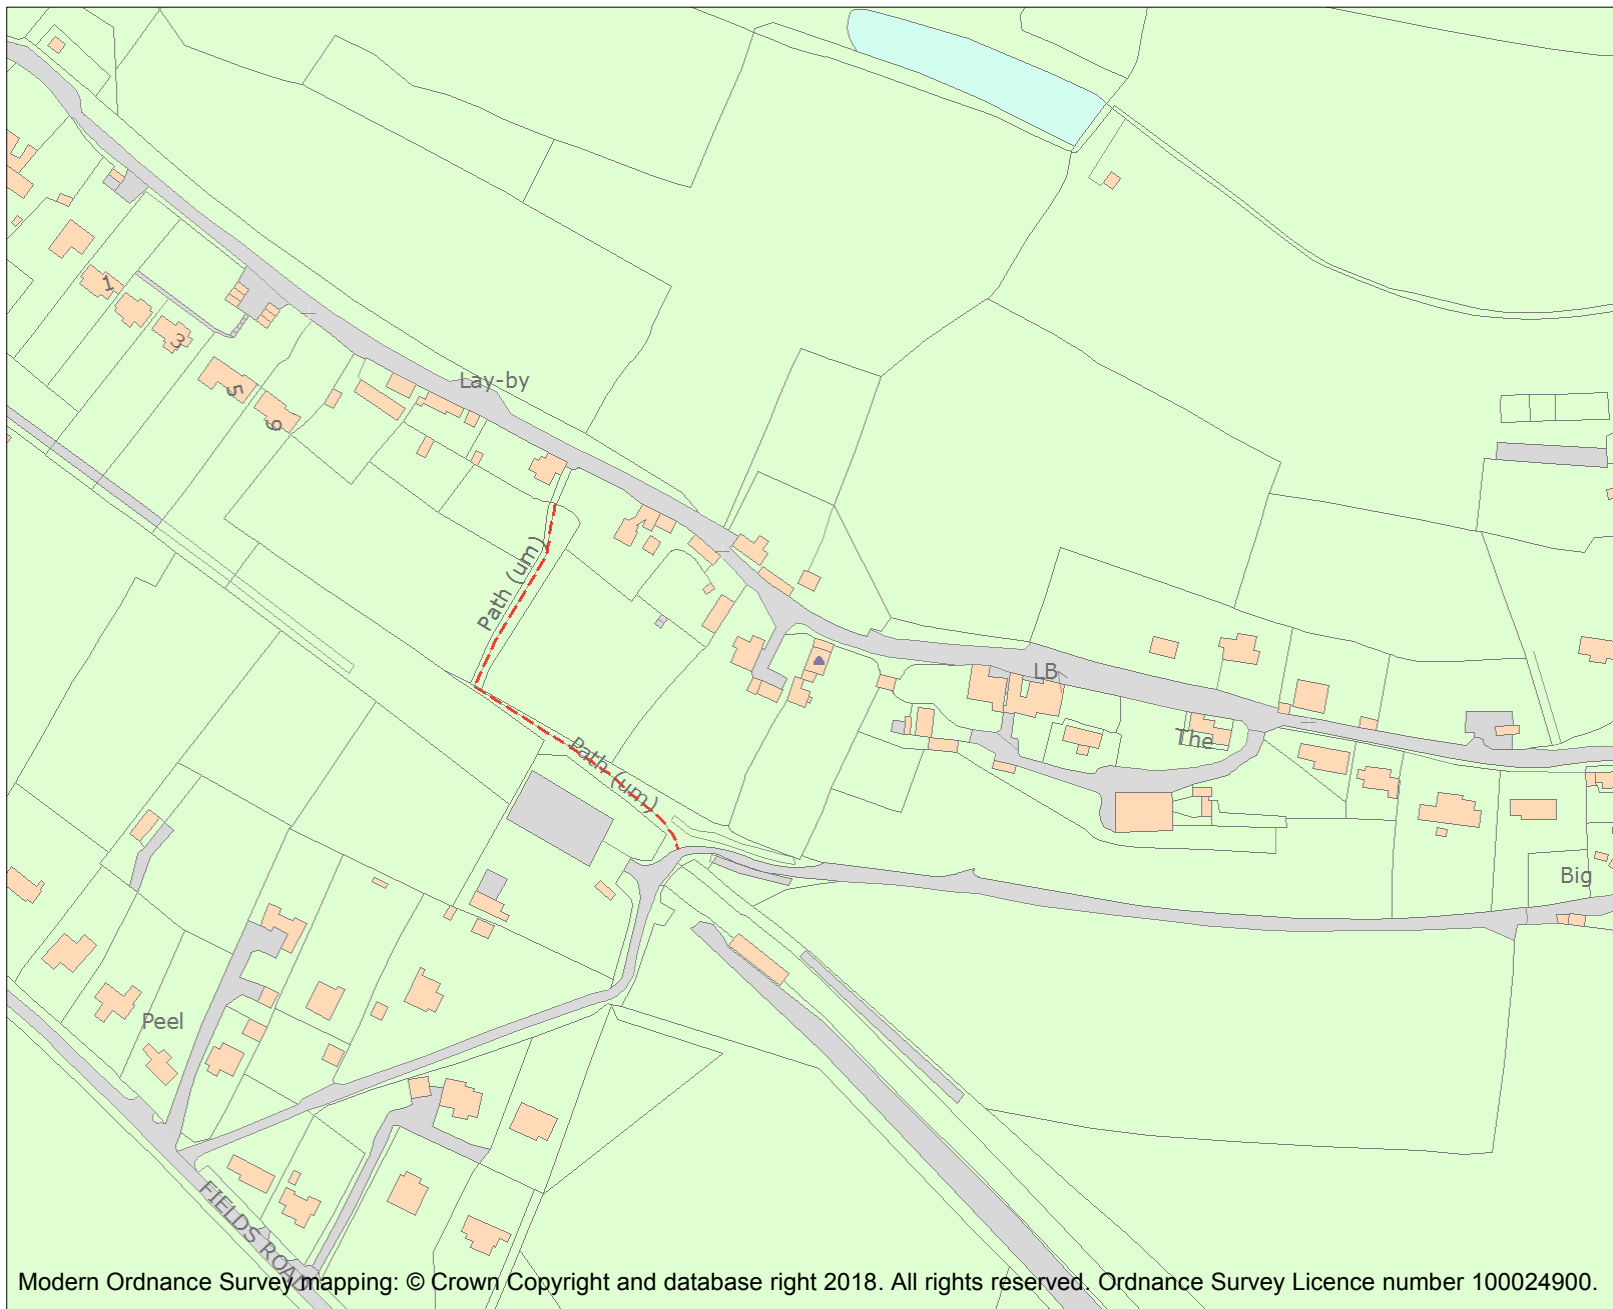 1
3
Lay-by
5
9
Path (um)
LB
The
Path (um)
Big
Peel
FIELDS ROAD
Modern Ordnance Survey mapping: © Crown Copyright and database right 2018. All rights reserved. Ordnance Survey Licence number 100024900.